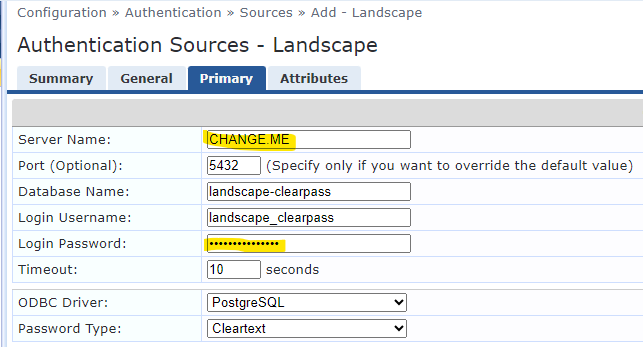 Configuration » Authentication » Sources » Add - Landscape
Authentication Sources - Landscape
Summary General Primary Attributes
Server Name: CHANGE.ME
Port (Optional): 5432 (Specify only if you want to override the default value)
Database Name: landscape-clearpass
Login Username: landscape_clearpass
Login Password: •••••••••••••••
Timeout: 10 seconds
ODBC Driver: PostgreSQL
Password Type: Cleartext